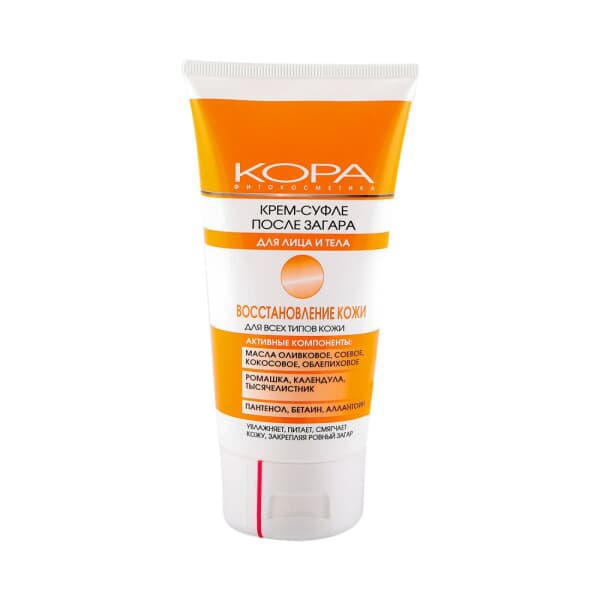 КОРА
ФИТОКОСМЕТИКА
КРЕМ-СУФЛЕ
ПОСЛЕ ЗАГАРА
ДЛЯ ЛИЦА И ТЕЛА
ВОССТАНОВЛЕНИЕ КОЖИ
ДЛЯ ВСЕХ ТИПОВ КОЖИ
АКТИВНЫЕ КОМПОНЕНТЫ:
МАСЛА ОЛИВКОВОЕ, СОЕВОЕ,
КОКОСОВОЕ, ОБЛЕПИХОВОЕ
РОМАШКА, КАЛЕНДУЛА,
ТЫСЯЧЕЛИСТНИК
ПАНТЕНОЛ, БЕТАИН, АЛЛАНТОИН
УВЛАЖНЯЕТ, ПИТАЕТ, СМЯГЧАЕТ
КОЖУ, ЗАКРЕПЛЯЯ РОВНЫЙ ЗАГАР